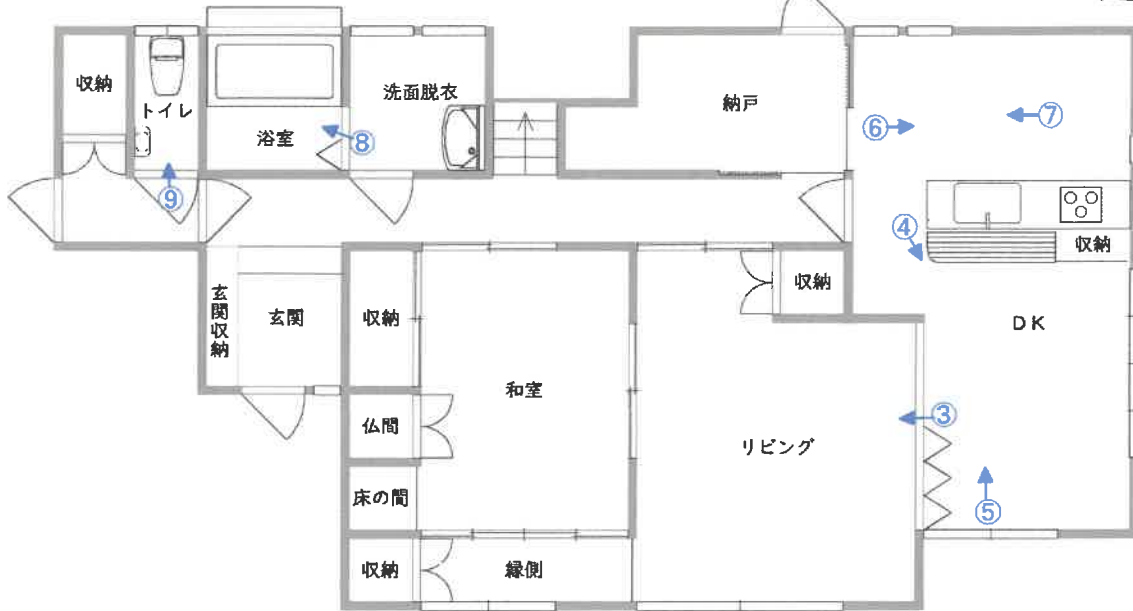 収納
トイレ
浴室
洗面脱衣
納戸
⑥
⑦
⑧
⑨
④
収納
玄関収納
玄関
収納
和室
収納
DK
仏間
リビング
③
床の間
⑤
収納
縁側